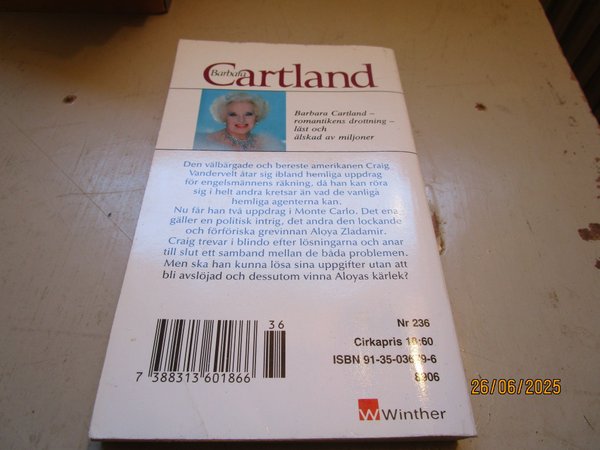 Barbara
Cartland
Barbara Cartland –
romantikens drottning –
läst och
älskad av miljoner
Den välbärgade och bereste amerikanen Craig
Vandervelt åtar sig ibland hemliga uppdrag
för engelsmännens räkning, då han kan röra
sig i helt andra kretsar än vad de vanliga
hemliga agenterna kan.
Nu får han två uppdrag i Monte Carlo. Det ena
gäller en politisk intrig, det andra den lockande
och förföriska grevinnan Aloya Zladamir.
Craig trevar i blindo efter lösningarna och anar
till slut ett samband mellan de båda problemen.
Men ska han kunna lösa sina uppgifter utan att
bli avslöjad och dessutom vinna Aloyas kärlek?
36
7 388313 601866
Nr 236
Cirkapris
ISBN
8906
Winther
26/06/2025